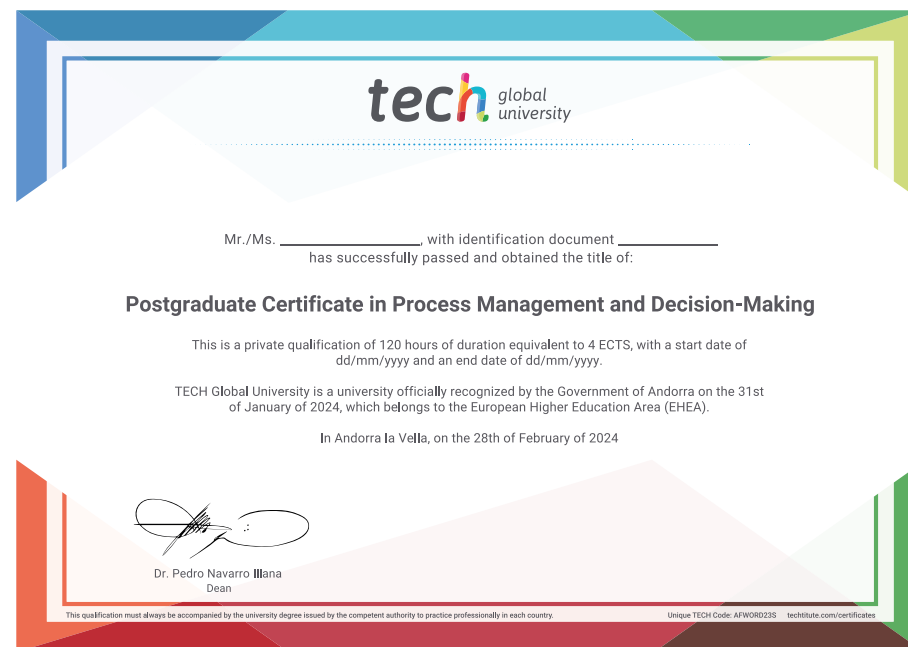 tech global
university
Mr./Ms. ____________, with identification document ____________
has successfully passed and obtained the title of:
Postgraduate Certificate in Process Management and Decision-Making
This is a private qualification of 120 hours of duration equivalent to 4 ECTS, with a start date of
dd/mm/yyyy and an end date of dd/mm/yyyy.
TECH Global University is a university officially recognized by the Government of Andorra on the 31st
of January of 2024, which belongs to the European Higher Education Area (EHEA).
In Andorra la Vella, on the 28th of February of 2024
Dr. Pedro Navarro Illana
Dean
This qualification must always be accompanied by the university degree issued by the competent authority to practice professionally in each country. Unique TECH Code: AFWORD23S techtitute.com/certificates